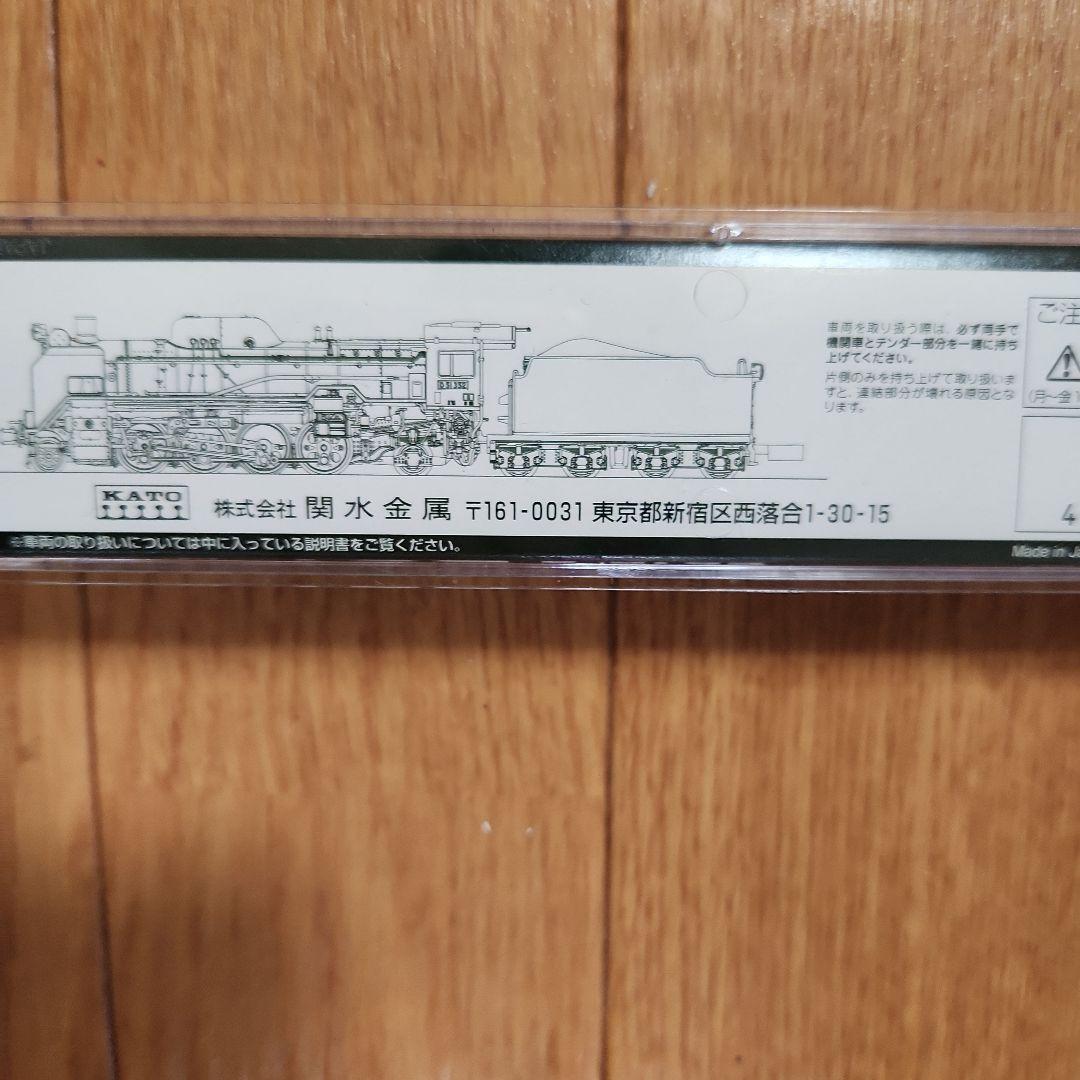 D51 332
車両を取り扱う際は、必ず両手で
機関車とテンダー部分を一緒に持ち
上げてください。
片側のみを持ち上げて取り扱いま
すと、連結部分が壊れる原因とな
ります。
ご注
(月〜金1
4
KATO
株式会社 関水金属 〒161-0031 東京都新宿区西落合1-30-15
※車両の取り扱いについては中に入っている説明書をご覧ください。
Made in J